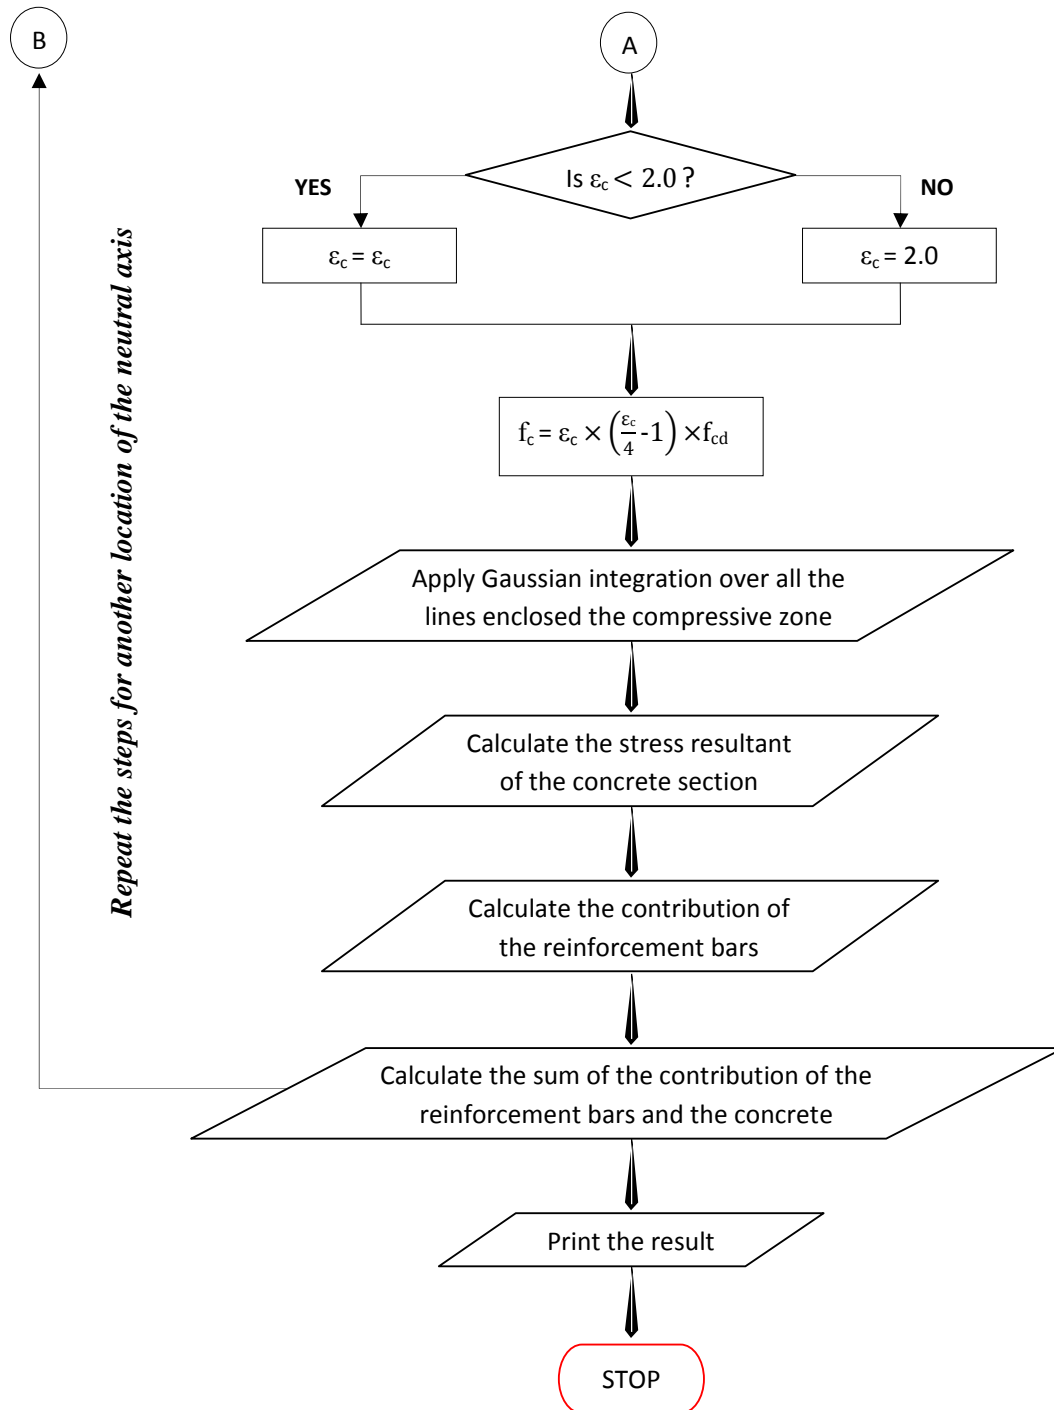 B
A
Is εc < 2.0 ?
YES
NO
εc = εc
εc = 2.0
Repeat the steps for another location of the neutral axis
fc = εc × (εc/4 -1) ×fcd
Apply Gaussian integration over all the
lines enclosed the compressive zone
Calculate the stress resultant
of the concrete section
Calculate the contribution of
the reinforcement bars
Calculate the sum of the contribution of the
reinforcement bars and the concrete
Print the result
STOP